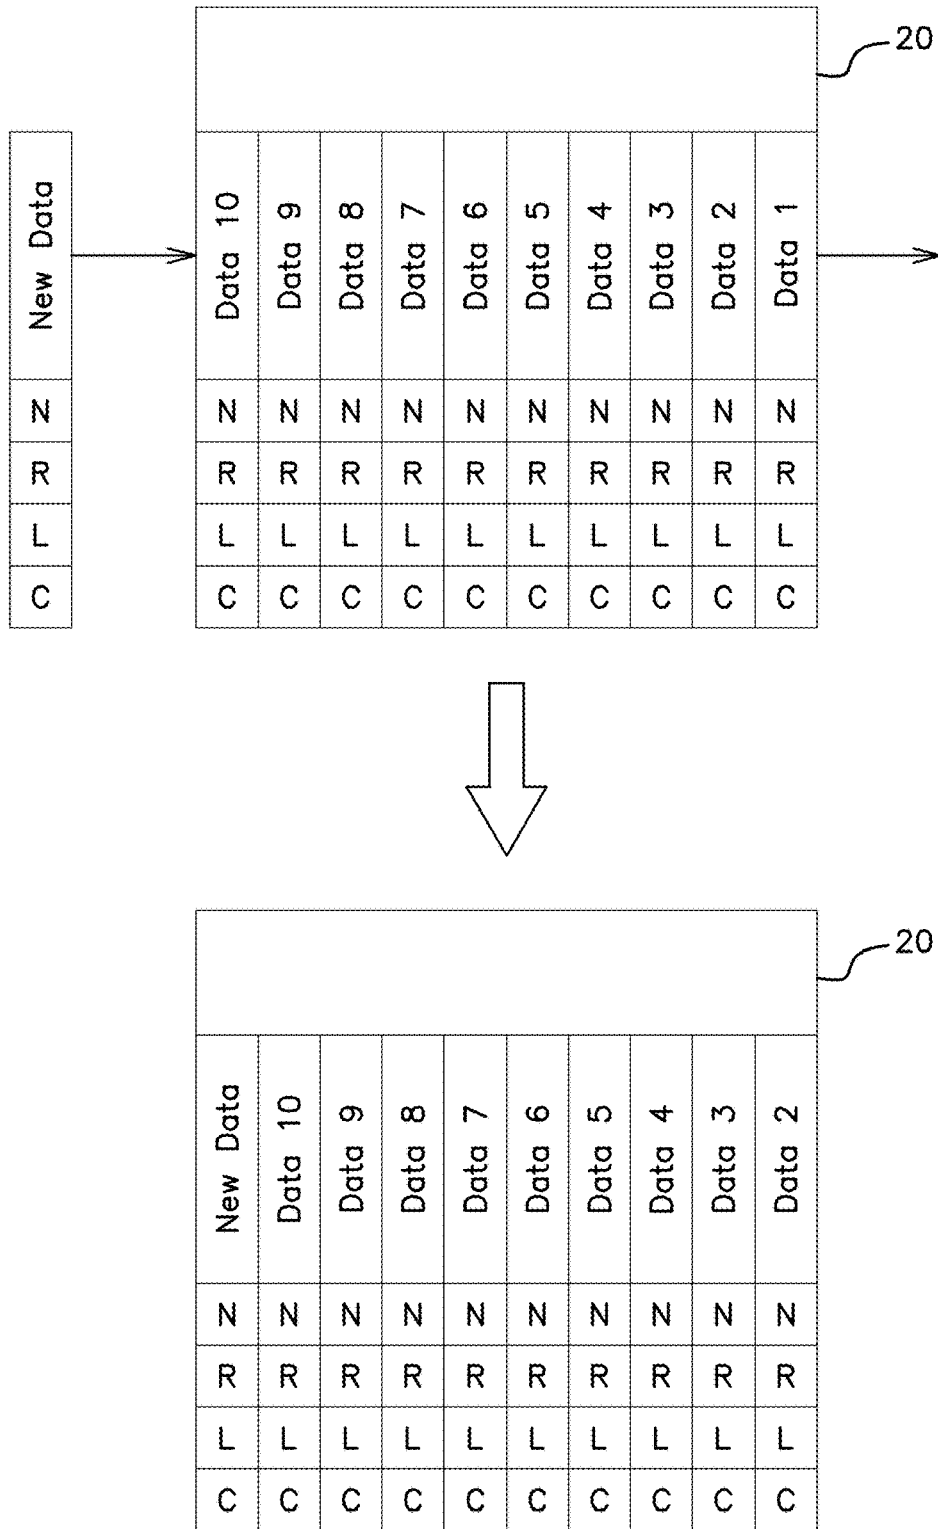 20
New Data Data 10 Data 9 Data 8 Data 7 Data 6 Data 5 Data 4 Data 3 Data 2 Data 1
N N N N N N N N N N N
R R R R R R R R R R R
L L L L L L L L L L L
C C C C C C C C C C C
20
New Data Data 10 Data 9 Data 8 Data 7 Data 6 Data 5 Data 4 Data 3 Data 2
N N N N N N N N N N
R R R R R R R R R R
L L L L L L L L L L
C C C C C C C C C C